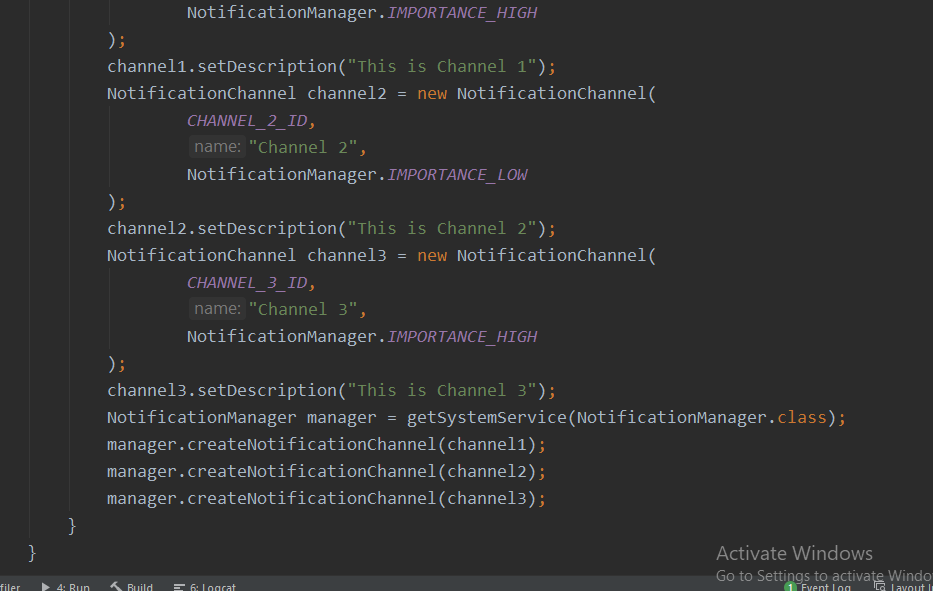 NotificationManager.IMPORTANCE_HIGH
);
channel1.setDescription("This is Channel 1");
NotificationChannel channel2 = new NotificationChannel(
CHANNEL_2_ID,
name: "Channel 2",
NotificationManager.IMPORTANCE_LOW
);
channel2.setDescription("This is Channel 2");
NotificationChannel channel3 = new NotificationChannel(
CHANNEL_3_ID,
name: "Channel 3",
NotificationManager.IMPORTANCE_HIGH
);
channel3.setDescription("This is Channel 3");
NotificationManager manager = getSystemService(NotificationManager.class);
manager.createNotificationChannel(channel1);
manager.createNotificationChannel(channel2);
manager.createNotificationChannel(channel3);
}
}
Activate Windows
Go to Settings to activate Windo
filer 4: Run Build 6: Logcat 1 Event Log Layout I